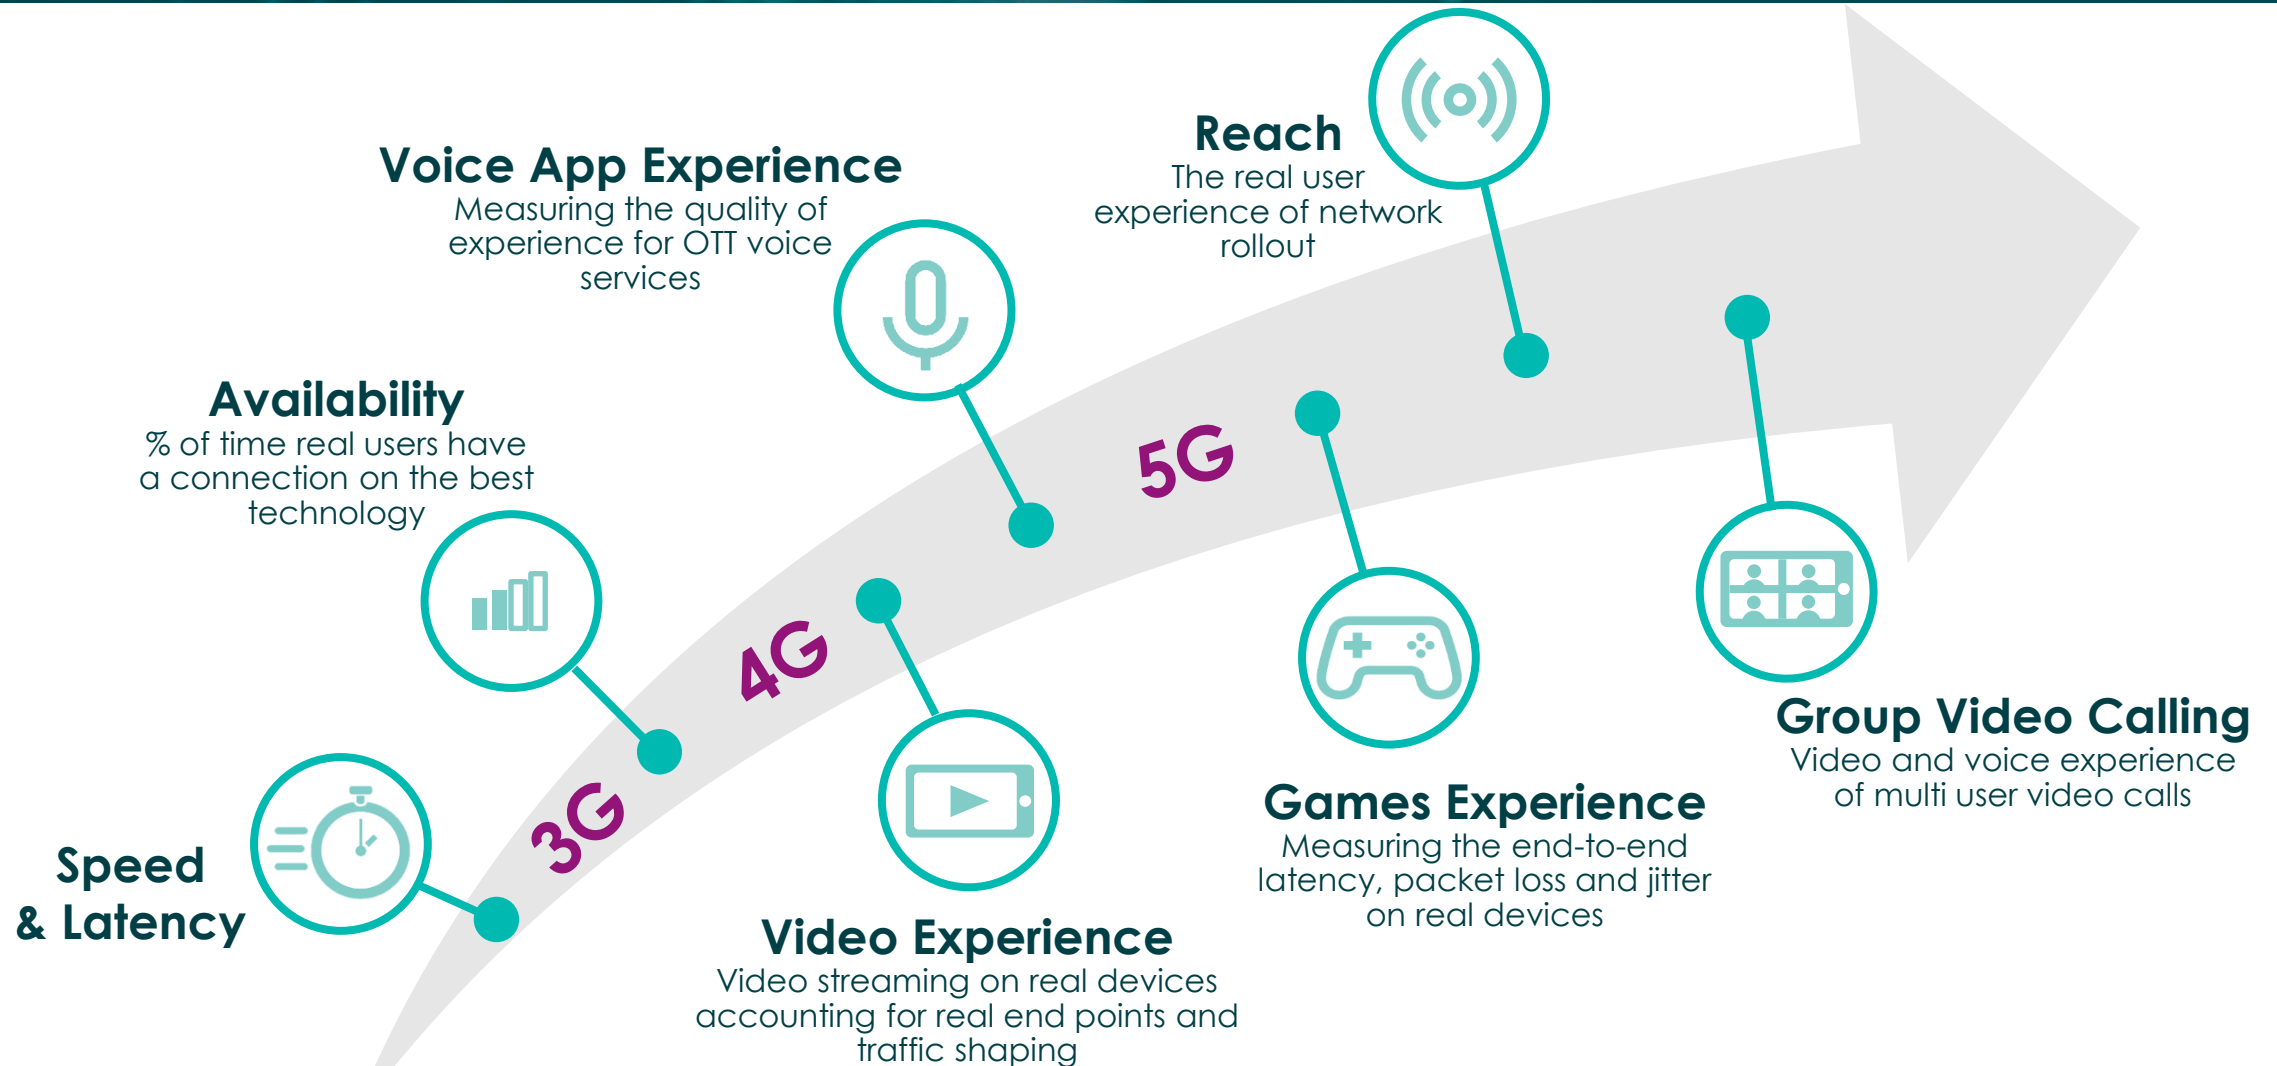 Speed
& Latency
3G
Availability
% of time real users have
a connection on the best
technology
4G
Video Experience
Video streaming on real devices
accounting for real end points and
traffic shaping
Voice App Experience
Measuring the quality of
experience for OTT voice
services
5G
Games Experience
Measuring the end-to-end
latency, packet loss and jitter
on real devices
Reach
The real user
experience of network
rollout
Group Video Calling
Video and voice experience
of multi user video calls